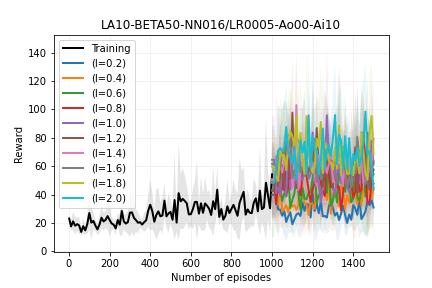 LA10-BETA50-NN016/LR0005-Ao00-Ai10
Reward
140
120
100
80
60
40
20
0
Training
(l=0.2)
(l=0.4)
(l=0.6)
(l=0.8)
(l=1.0)
(l=1.2)
(l=1.4)
(l=1.6)
(l=1.8)
(l=2.0)
0 200 400 600 800 1000 1200 1400
Number of episodes